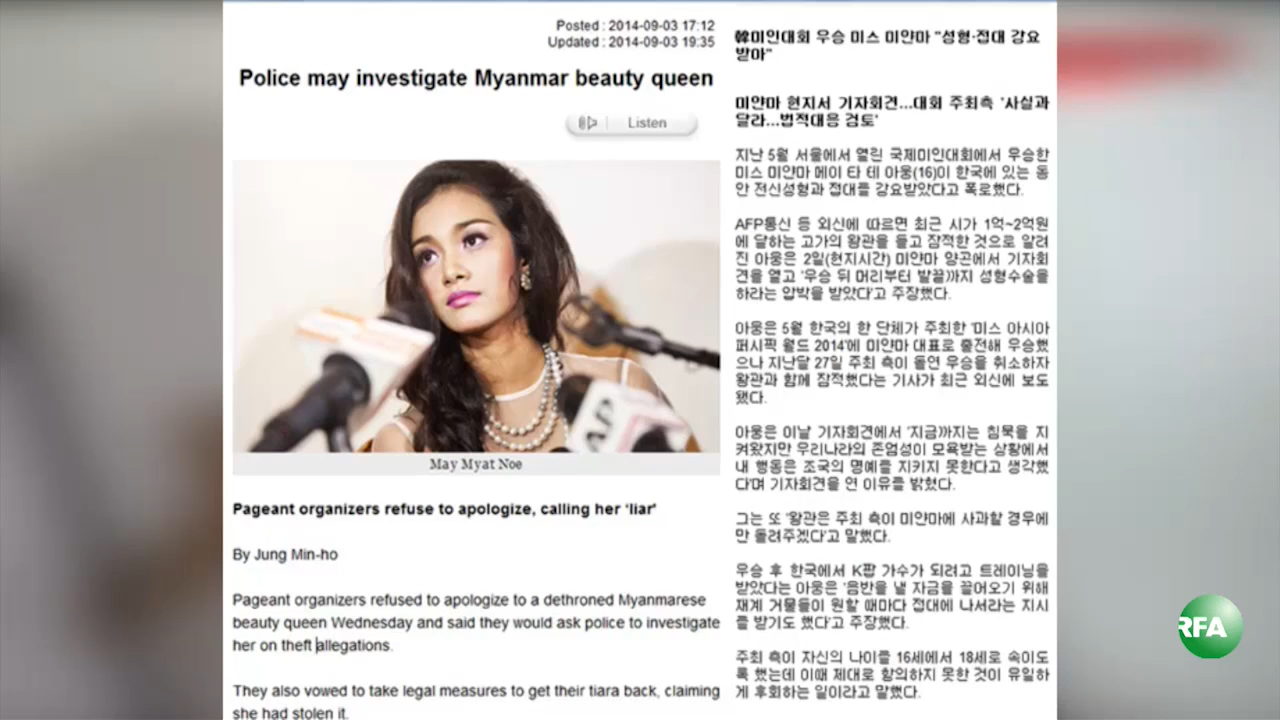 Posted : 2014-09-03 17:12
Updated : 2014-09-03 19:35
Police may investigate Myanmar beauty queen
Listen
AP
May Myat Noe
Pageant organizers refuse to apologize, calling her ‘liar'
By Jung Min-ho
Pageant organizers refused to apologize to a dethroned Myanmarese
beauty queen Wednesday and said they would ask police to investigate
her on theft allegations.
They also vowed to take legal measures to get their tiara back, claiming
she had stolen it.
韓미인대회 우승 미스 미얀마 "성형·접대 강요
받아"
미얀마 현지서 기자회견...대회 주최측 '사실과
달라...법적대응 검토'
지난 5월 서울에서 열린 국제미인대회에서 우승한
미스 미얀마 메이 타 테 아웅(16)이 한국에 있는 동
안 전신성형과 접대를 강요받았다고 폭로했다.
AFP통신 등 외신에 따르면 최근 시가 1억~2억원
에 달하는 고가의 왕관을 들고 잠적한 것으로 알려
진 아웅은 2일(현지시간) 미얀마 양곤에서 기자회
견을 열고 '우승 뒤 머리부터 발끝까지 성형수술을
하라는 압박을 받았다'고 주장했다.
아웅은 5월 한국의 한 단체가 주최한 '미스 아시아
퍼시픽 월드 2014'에 미얀마 대표로 출전해 우승했
으나 지난달 27일 주최 측이 돌연 우승을 취소하자
왕관과 함께 잠적했다는 기사가 최근 외신에 보도
됐다.
아웅은 이날 기자회견에서 '지금까지는 침묵을 지
켜왔지만 우리나라의 존엄성이 모욕받는 상황에서
내 행동은 조국의 명예를 지키지 못한다고 생각했
다'며 기자회견을 연 이유를 밝혔다.
그는 또 '왕관은 주최 측이 미얀마에 사과할 경우에
만 돌려주겠다'고 말했다.
우승 후 한국에서 K팝 가수가 되려고 트레이닝을
받았다는 아웅은 '음반을 낼 자금을 끌어오기 위해
재계 거물들이 원할 때마다 접대에 나서라는 지시
를 받기도 했다'고 주장했다.
주최 측이 자신의 나이를 16세에서 18세로 속이도
록 했는데 이때 제대로 항의하지 못한 것이 유일하
게 후회하는 일이라고 말했다.
RFA